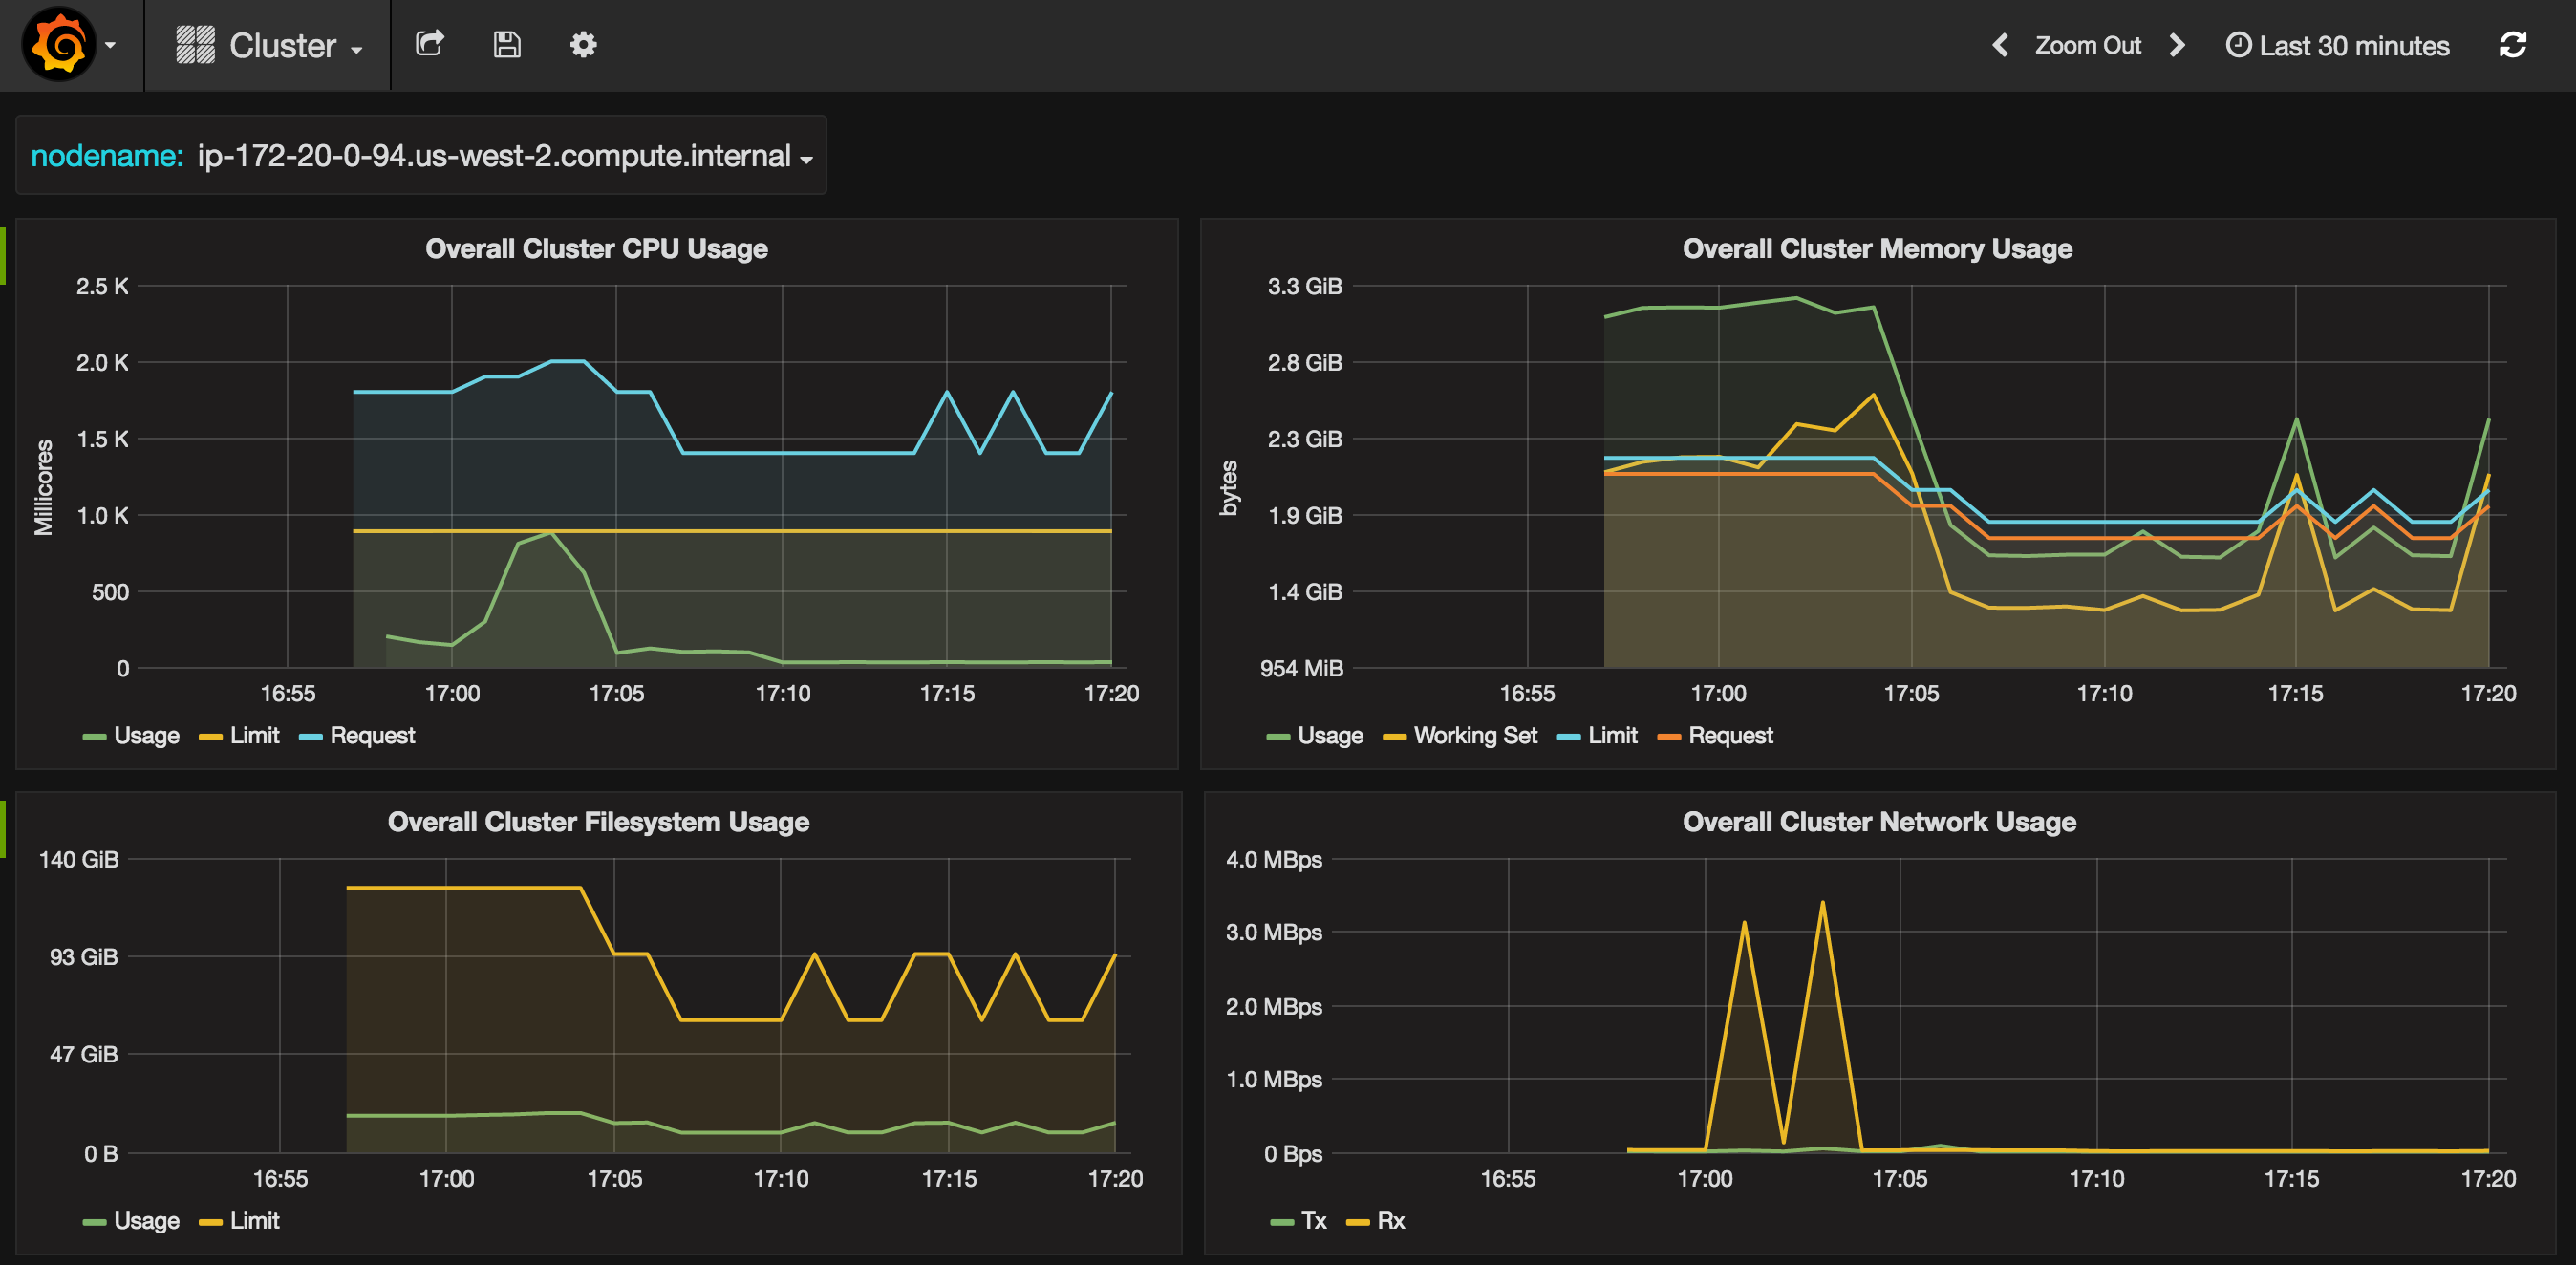 Cluster
Zoom Out
Last 30 minutes
nodename: ip-172-20-0-94.us-west-2.compute.internal
Overall Cluster CPU Usage
Millicores
2.5 K
2.0 K
1.5 K
1.0 K
500
0
16:55 17:00 17:05 17:10 17:15 17:20
Usage Limit Request
Overall Cluster Memory Usage
bytes
3.3 GiB
2.8 GiB
2.3 GiB
1.9 GiB
1.4 GiB
954 MiB
16:55 17:00 17:05 17:10 17:15 17:20
Usage Working Set Limit Request
Overall Cluster Filesystem Usage
140 GiB
93 GiB
47 GiB
0 B
16:55 17:00 17:05 17:10 17:15 17:20
Usage Limit
Overall Cluster Network Usage
4.0 MBps
3.0 MBps
2.0 MBps
1.0 MBps
0 Bps
16:55 17:00 17:05 17:10 17:15 17:20
Tx Rx